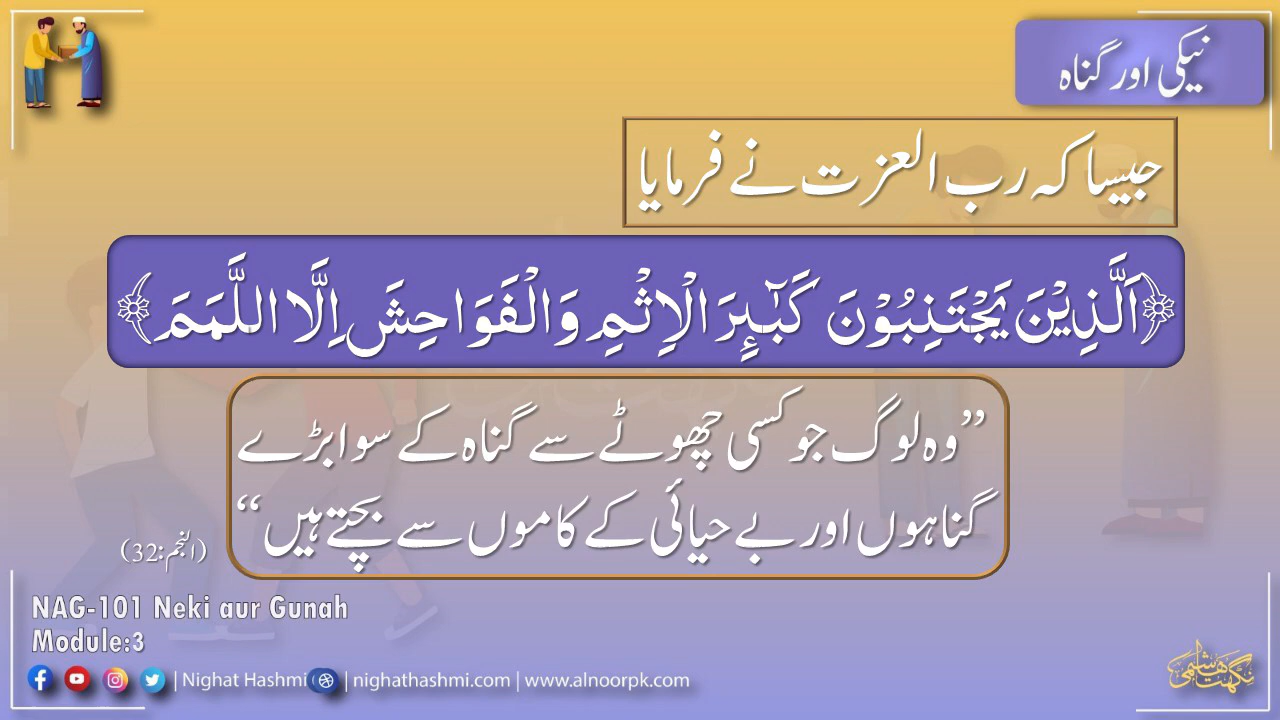 نیکی اور گناہ
جیسا کہ رب العزت نے فرمایا
﴿اَلَّذِیْنَ یَجْتَنِبُوْنَ كَبٰٓىِٕرَ الْاِثْمِ وَالْفَوَاحِشَ اِلَّا اللَّمَمَ﴾
”وہ لوگ جو کسی چھوٹے سے گناہ کے سوا بڑے
گناہوں اور بے حیائی کے کاموں سے بچتے ہیں“
(النجم:32)
NAG-101 Neki aur Gunah
Module:3
| Nighat Hashmi | nighathashmi.com | www.alnoorpk.com
نگہت ہاشمی